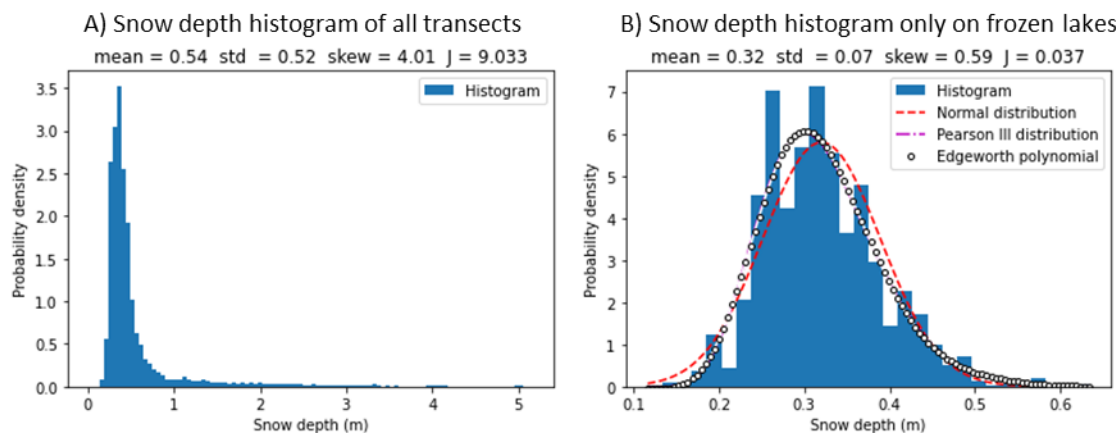 A) Snow depth histogram of all transects
mean = 0.54 std = 0.52 skew = 4.01 J = 9.033
3.5
3.0
2.5
2.0
1.5
1.0
0.5
0.0
Probability density
Histogram
0 1 2 3 4 5
Snow depth (m)
B) Snow depth histogram only on frozen lakes
mean = 0.32 std = 0.07 skew = 0.59 J = 0.037
7
6
5
4
3
2
1
0
Probability density
Histogram
Normal distribution
Pearson III distribution
Edgeworth polynomial
0.1 0.2 0.3 0.4 0.5 0.6
Snow depth (m)